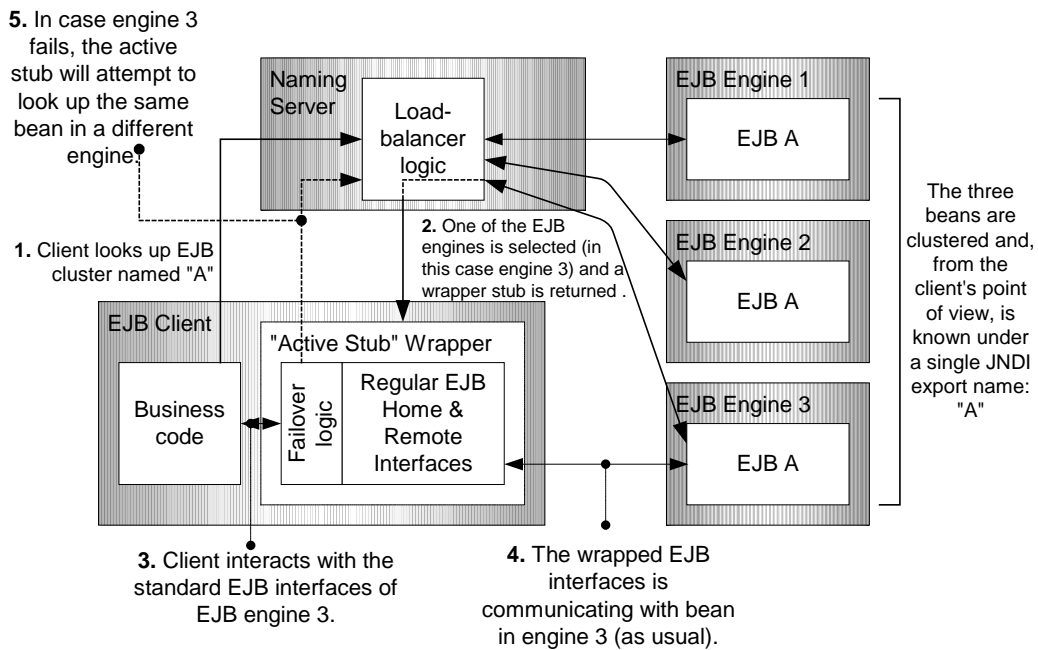 5. In case engine 3
fails, the active
stub will attempt to
look up the same
bean in a different
engine.
Naming
Server
Load-
balancer
logic
EJB Engine 1
EJB A
1. Client looks up EJB
cluster named "A"
2. One of the EJB
engines is selected (in
this case engine 3) and a
wrapper stub is returned .
EJB Engine 2
EJB A
The three
beans are
clustered and,
from the
client's point
of view, is
known under
a single JNDI
export name:
"A"
EJB Client
"Active Stub" Wrapper
Business
code
Failover
logic
Regular EJB
Home &
Remote
Interfaces
EJB Engine 3
EJB A
3. Client interacts with the
standard EJB interfaces of
EJB engine 3.
4. The wrapped EJB
interfaces is
communicating with bean
in engine 3 (as usual).